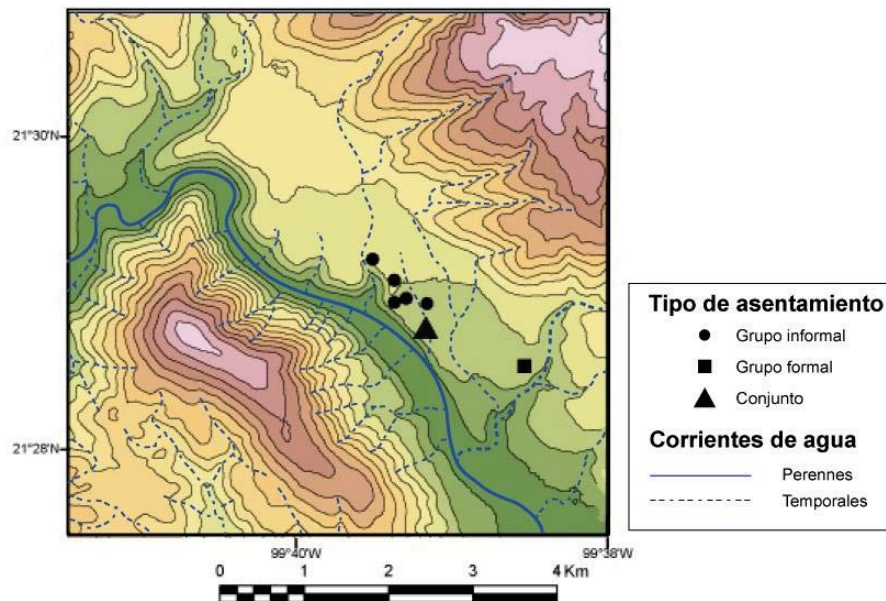 21°30'N
21°28'N
99°40'W
99°38'W
0 1 2 3 4 Km
Tipo de asentamiento
Grupo informal
Grupo formal
Conjunto
Corrientes de agua
Perennes
Temporales